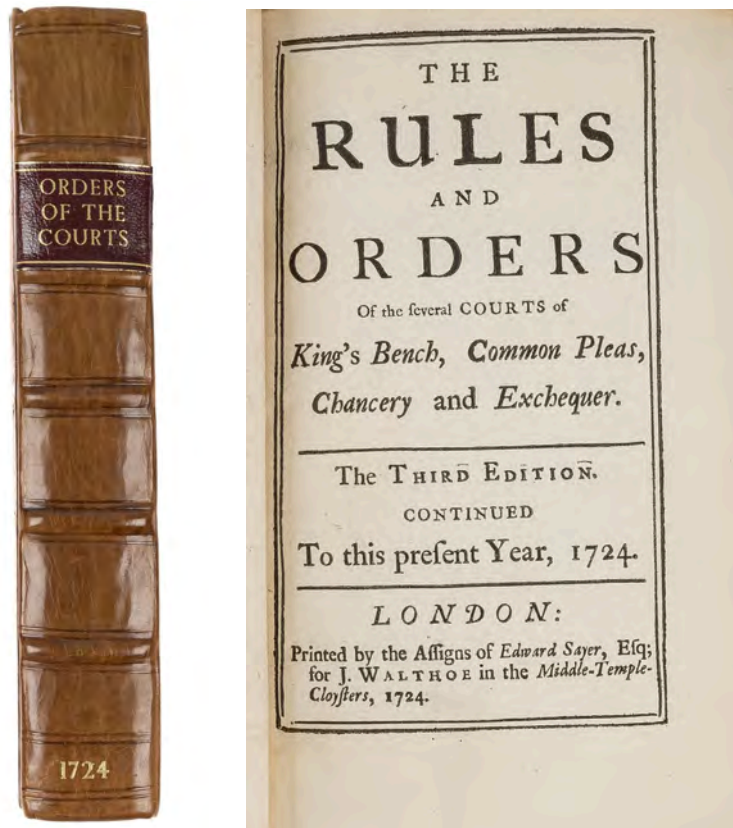 ORDERS
OF THE
COURTS
1724
THE
RULES
AND
ORDERS
Of the ſeveral COURTS of
King's Bench, Common Pleas,
Chancery and Exchequer.
The THIRD EDITION.
CONTINUED
To this preſent Year, 1724.
LONDON:
Printed by the Aſſigns of Edward Sayer, Eſq;
for J. WALTHOE in the Middle-Temple-
Cloyſters, 1724.